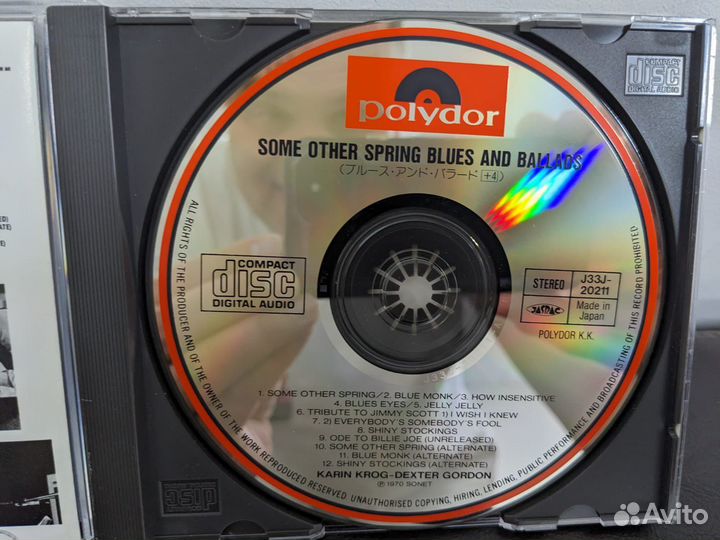 COMPACT
disc
DIGITAL AUDIO
polydor
SOME OTHER SPRING BLUES AND BALLADS
(ブルース・アンド・バラード+4)
COMPACT
disc
DIGITAL AUDIO
STEREO
J33J-
20211
JASRAC
Made in
Japan
POLYDOR K.K.
ALL RIGHTS OF THE PRODUCER AND OF THE OWNER OF THE WORK REPRODUCED RESERVED. UNAUTHORISED COPYING, HIRING, LENDING, PUBLIC PERFORMANCE AND BROADCASTING OF THIS RECORD PROHIBITED
1. SOME OTHER SPRING/2. BLUE MONK/3. HOW INSENSITIVE
4. BLUES EYES/5. JELLY JELLY
6. TRIBUTE TO JIMMY SCOTT 1) I WISH I KNEW
7. 2) EVERYBODY'S SOMEBODY'S FOOL
8. SHINY STOCKINGS
9. ODE TO BILLIE JOE (UNRELEASED)
10. SOME OTHER SPRING (ALTERNATE)
11. BLUE MONK (ALTERNATE)
12. SHINY STOCKINGS (ALTERNATE)
KARIN KROG-DEXTER GORDON
℗ 1970 SONET
COMPACT
disc
DIGITAL AUDIO
Avito